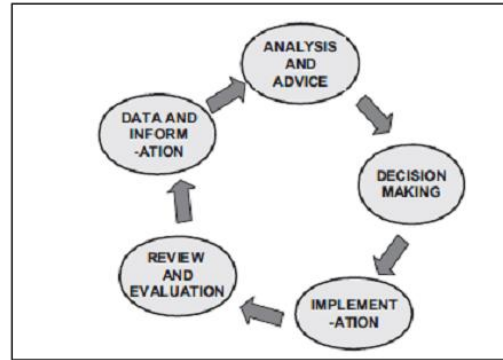 ANALYSIS
AND
ADVICE
DECISION
MAKING
IMPLEMENT
-ATION
REVIEW
AND
EVALUATION
DATA AND
INFORM
-ATION